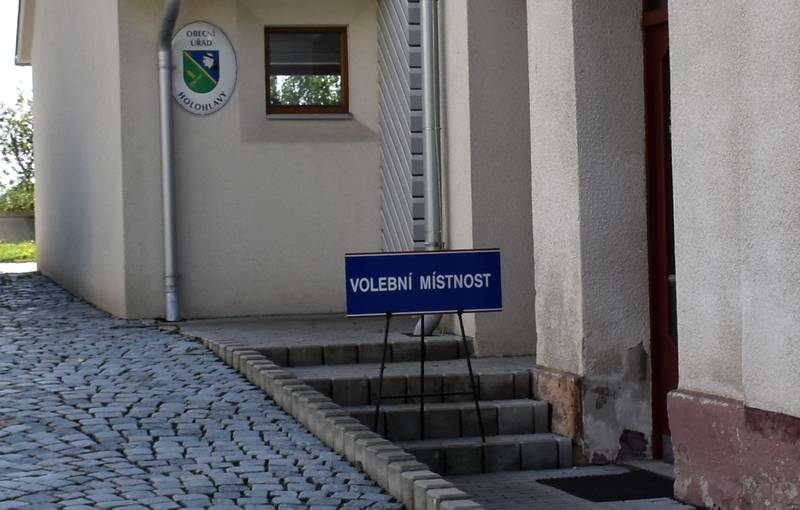 OBECNÍ
ÚŘAD
HOLOHLAVY
VOLEBNÍ MÍSTNOST